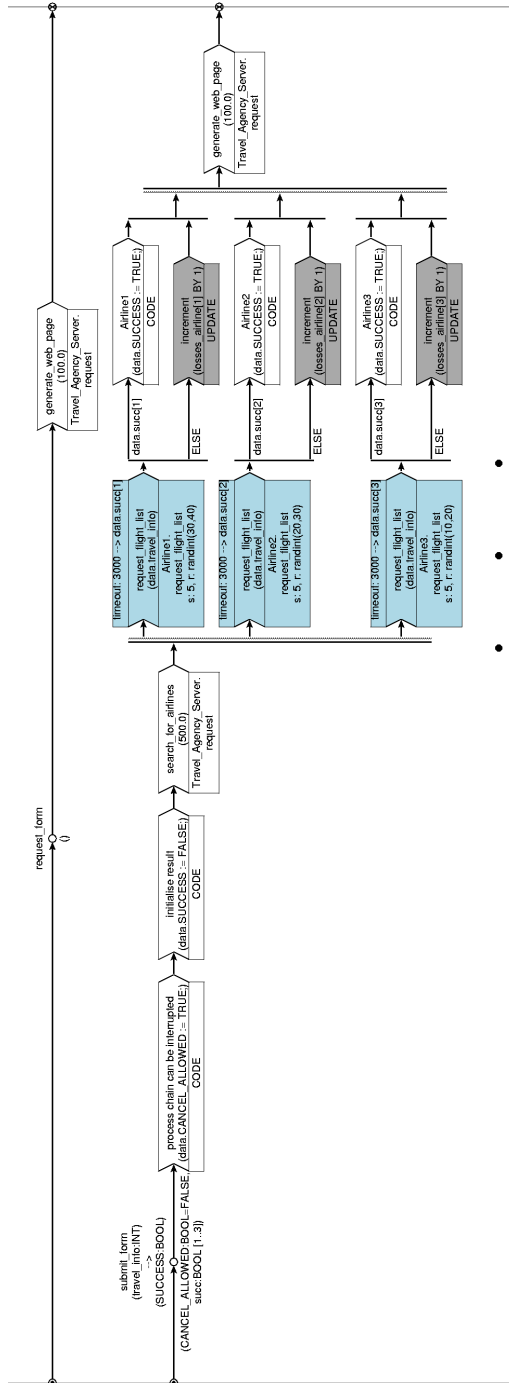 request_form
()
generate_web_page
(100.0)
Travel_Agency_Server.
request
submit_form
(travel_info:INT)
-->
(SUCCESS:BOOL)
(CANCEL_ALLOWED:BOOL=FALSE,
succ:BOOL [1..3])
process chain can be interrupted
(data.CANCEL_ALLOWED := TRUE;)
CODE
initialise result
(data.SUCCESS := FALSE;)
CODE
search_for_airlines
(500.0)
Travel_Agency_Server.
request
timeout: 3000 --> data.succ[1]
request_flight_list
(data.travel_info)
Airline1.
request_flight_list
s: 5, r: randint(30,40)
data.succ[1]
ELSE
Airline1
(data.SUCCESS := TRUE;)
CODE
increment
(losses_airline[1] BY 1)
UPDATE
timeout: 3000 --> data.succ[2]
request_flight_list
(data.travel_info)
Airline2.
request_flight_list
s: 5, r: randint(20,30)
data.succ[2]
ELSE
Airline2
(data.SUCCESS := TRUE;)
CODE
increment
(losses_airline[2] BY 1)
UPDATE
timeout: 3000 --> data.succ[3]
request_flight_list
(data.travel_info)
Airline3.
request_flight_list
s: 5, r: randint(10,20)
data.succ[3]
ELSE
Airline3
(data.SUCCESS := TRUE;)
CODE
increment
(losses_airline[3] BY 1)
UPDATE
generate_web_page
(100.0)
Travel_Agency_Server.
request